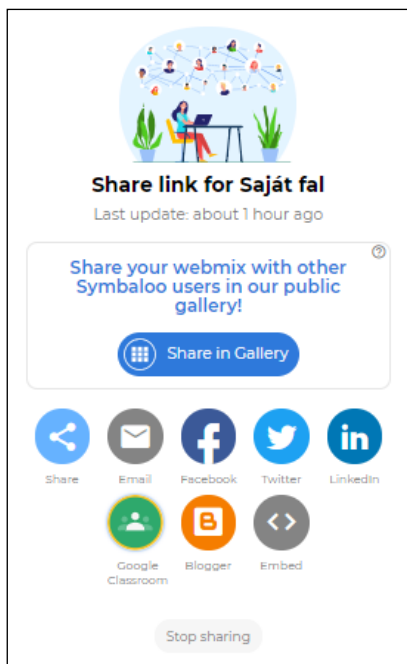 Share link for Saját fal
Last update: about 1 hour ago
Share your webmix with other
Symbaloo users in our public
gallery!
Share in Gallery
Share
Email
Facebook
Twitter
LinkedIn
Google
Classroom
Blogger
Embed
Stop sharing